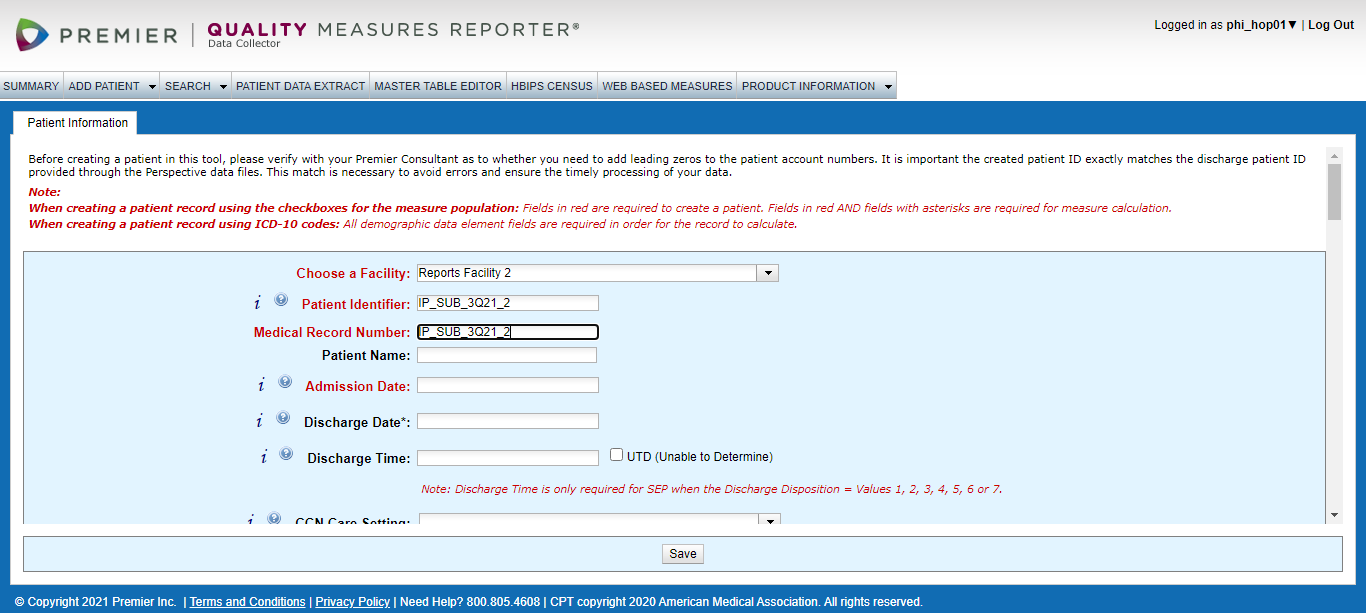 PREMIER | QUALITY MEASURES REPORTER®
Data Collector
Logged in as phi_hop01▼ | Log Out
SUMMARY ADD PATIENT SEARCH PATIENT DATA EXTRACT MASTER TABLE EDITOR HBIPS CENSUS WEB BASED MEASURES PRODUCT INFORMATION
Patient Information
Before creating a patient in this tool, please verify with your Premier Consultant as to whether you need to add leading zeros to the patient account numbers. It is important the created patient ID exactly matches the discharge patient ID
provided through the Perspective data files. This match is necessary to avoid errors and ensure the timely processing of your data.
Note:
When creating a patient record using the checkboxes for the measure population: Fields in red are required to create a patient. Fields in red AND fields with asterisks are required for measure calculation.
When creating a patient record using ICD-10 codes: All demographic data element fields are required in order for the record to calculate.
Choose a Facility: Reports Facility 2
i ? Patient Identifier: IP_SUB_3Q21_2
Medical Record Number: IP_SUB_3Q21_2
Patient Name:
i ? Admission Date:
i ? Discharge Date*:
i ? Discharge Time: UTD (Unable to Determine)
Note: Discharge Time is only required for SEP when the Discharge Disposition = Values 1, 2, 3, 4, 5, 6 or 7.
i ? CCN Care Setting:
Save
© Copyright 2021 Premier Inc. | Terms and Conditions | Privacy Policy | Need Help? 800.805.4608 | CPT copyright 2020 American Medical Association. All rights reserved.